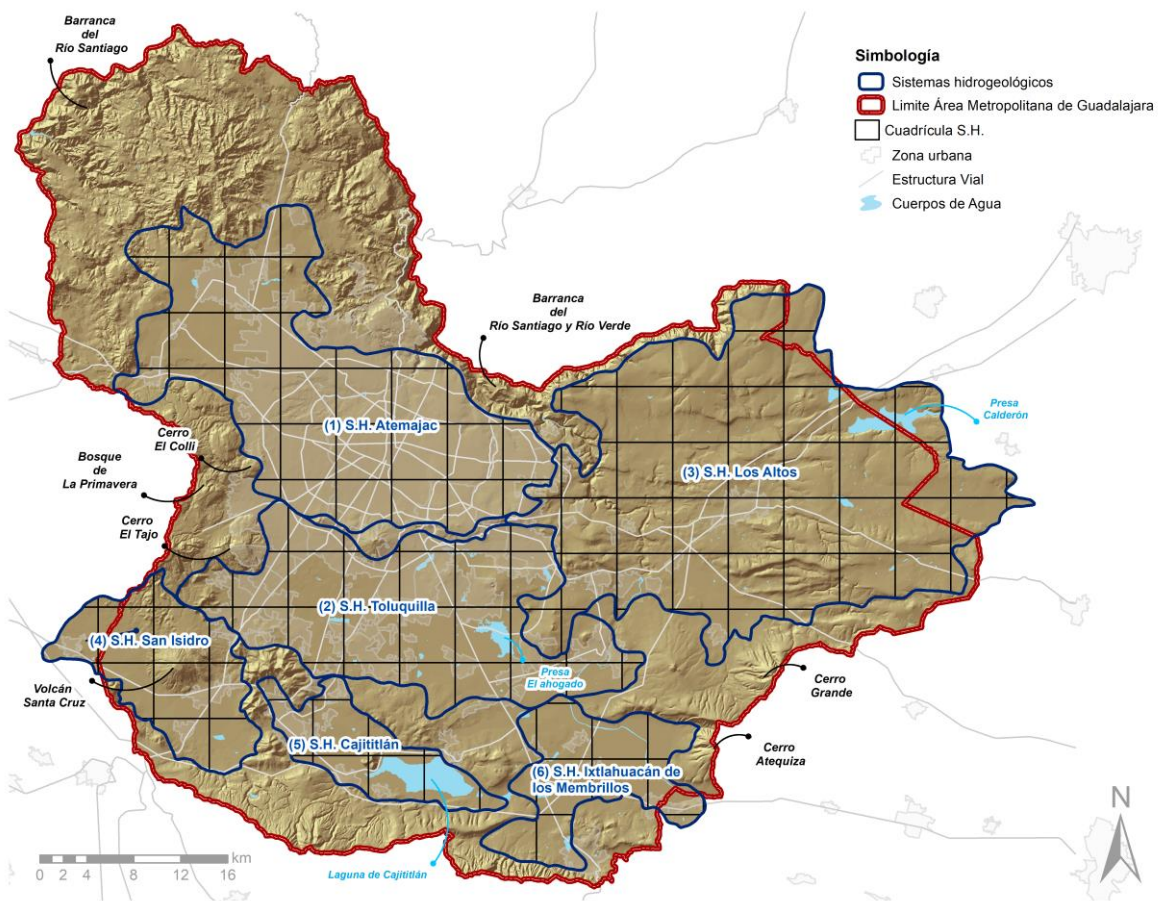 Barranca
del
Río Santiago
Simbología
Sistemas hidrogeológicos
Limite Área Metropolitana de Guadalajara
Cuadrícula S.H.
Zona urbana
Estructura Vial
Cuerpos de Agua
Barranca
del
Río Santiago y Río Verde
Presa
Calderón
(1) S.H. Atemajac
Cerro
El Colli
Bosque
de
La Primavera
(3) S.H. Los Altos
Cerro
El Tajo
(2) S.H. Toluquilla
(4) S.H. San Isidro
Presa
El ahogado
Volcán
Santa Cruz
Cerro
Grande
(5) S.H. Cajititlán
Cerro
Atequiza
(6) S.H. Ixtlahuacán de
los Membrillos
N
km
0 2 4 8 12 16
Laguna de Cajititlán